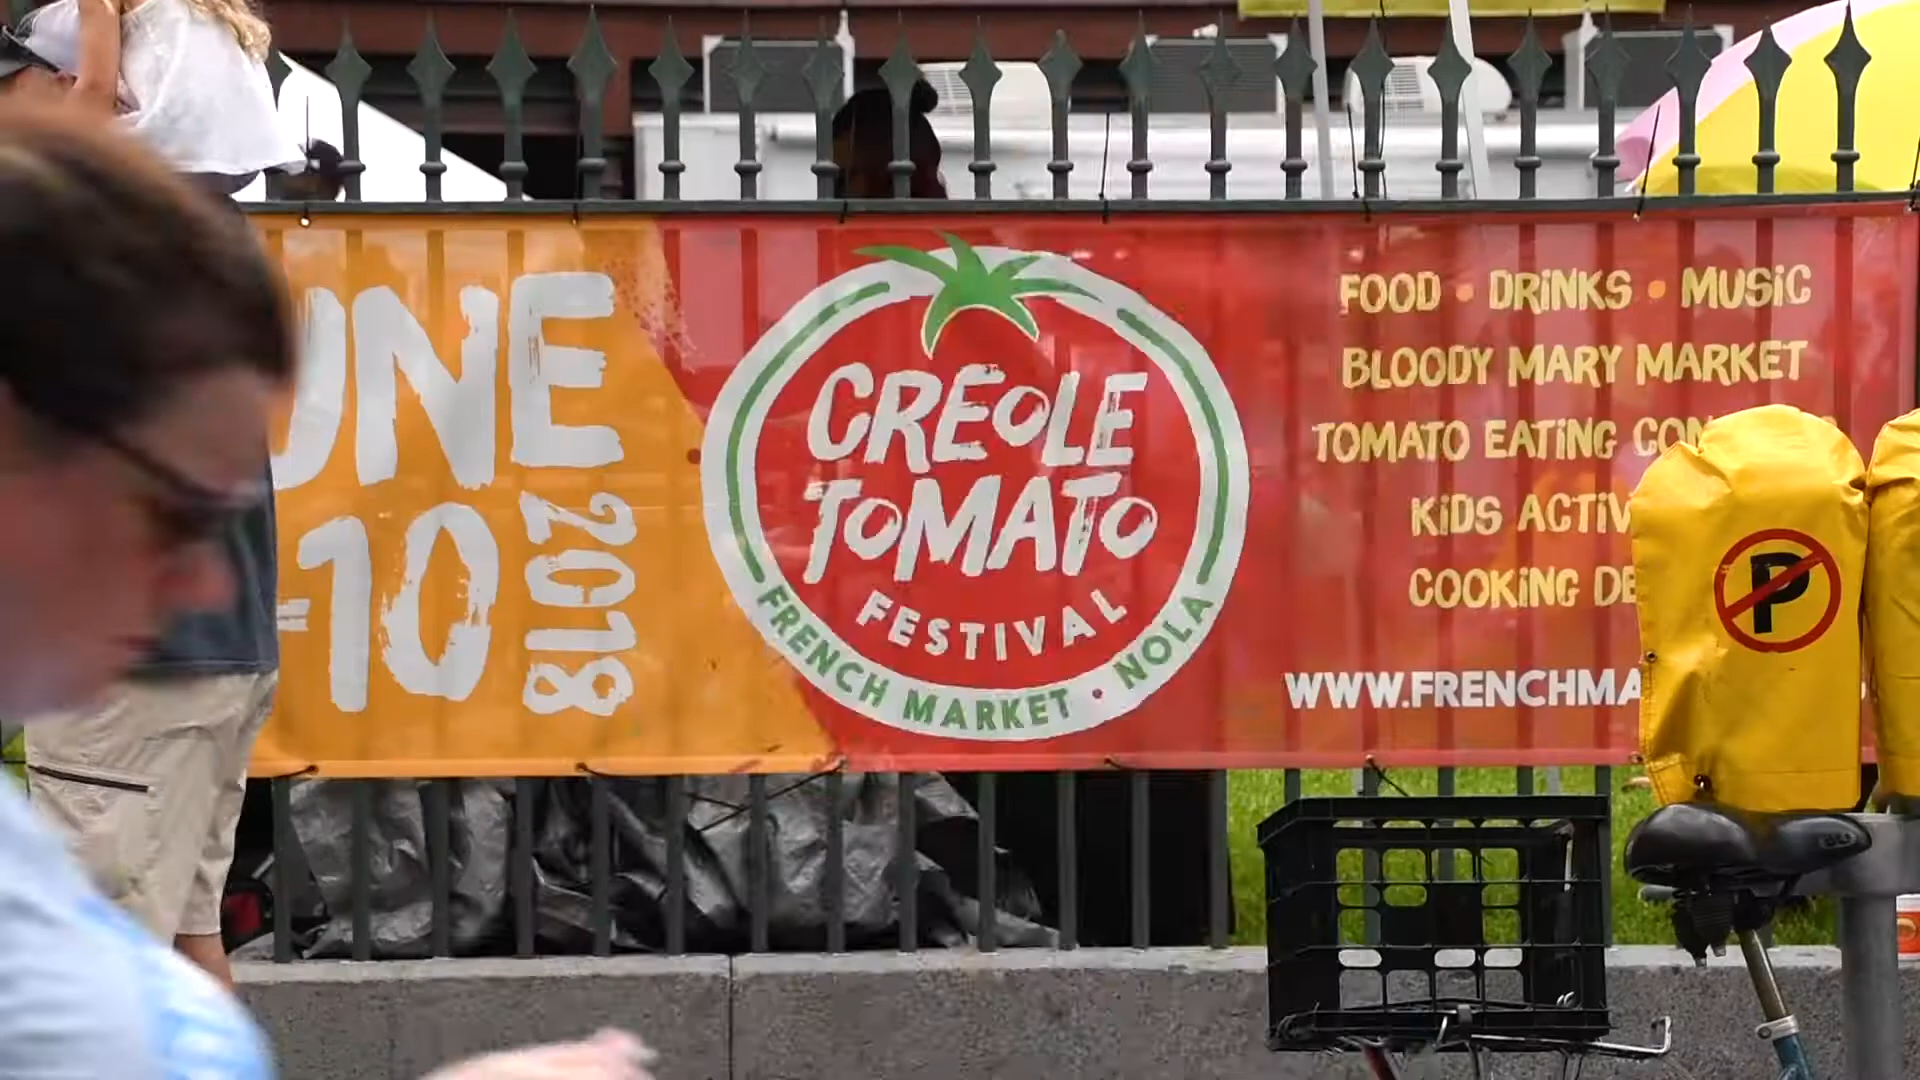 UNE
-10
2018
CREOLE
TOMATO
FESTIVAL
FRENCH MARKET • NOLA
FOOD • DRINKS • MUSIC
BLOODY MARY MARKET
TOMATO EATING CON
KIDS ACTIV
COOKING DE
WWW.FRENCHMA
P